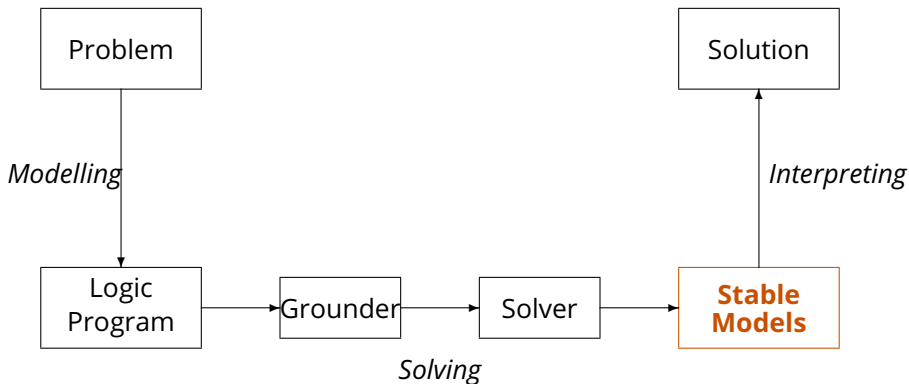 Problem
Solution
Modelling
Interpreting
Logic
Program
Grounder
Solver
Stable
Models
Solving